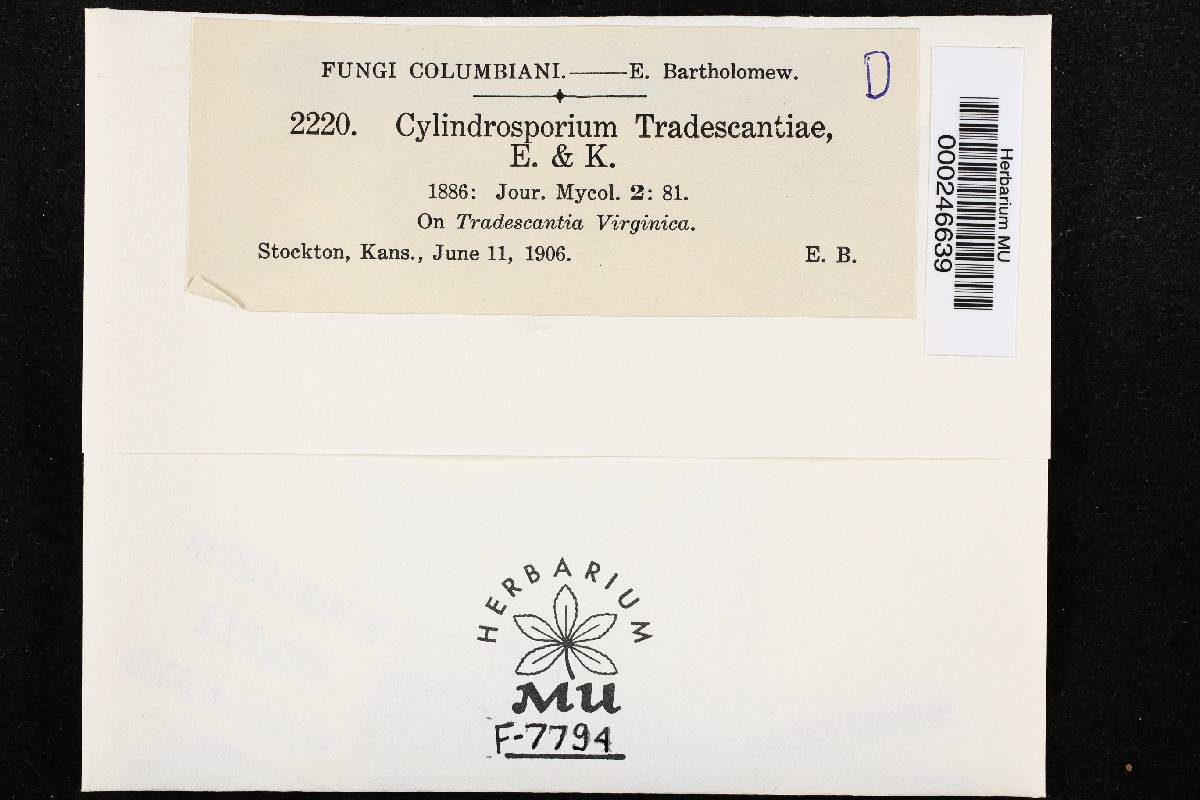 FUNGI COLUMBIANI.——E. Bartholomew.
D
2220. Cylindrosporium Tradescantiae,
E. & K.
1886: Jour. Mycol. 2: 81.
On Tradescantia Virginica.
Stockton, Kans., June 11, 1906. E. B.
Herbarium MU
000246639
HERBARIUM
MU
F-7794